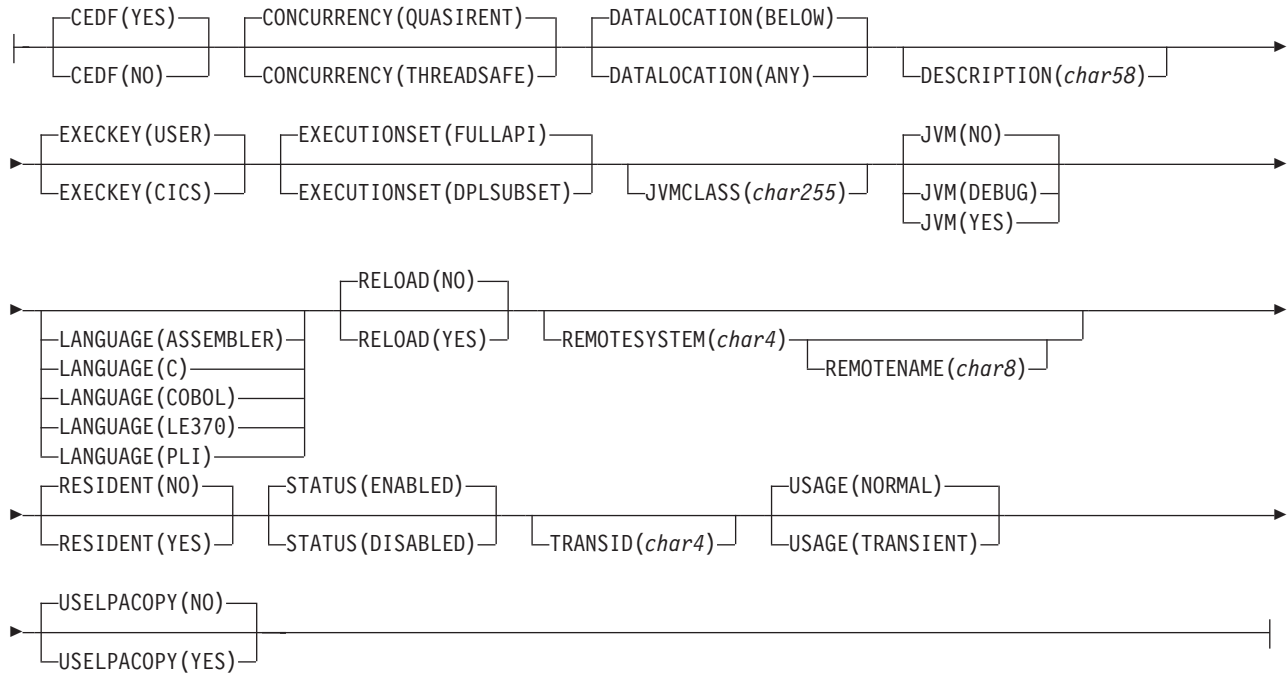 CEDF(YES) CONCURRENCY(QUASIRENT) DATALOCATION(BELOW)
CEDF(NO) CONCURRENCY(THREADSAFE) DATALOCATION(ANY) DESCRIPTION(char58)
EXECKEY(USER) EXECUTIONSET(FULLAPI) JVM(NO)
EXECKEY(CICS) EXECUTIONSET(DPLSUBSET) JVMCLASS(char255) JVM(DEBUG)
JVM(YES)
RELOAD(NO)
LANGUAGE(ASSEMBLER) RELOAD(YES) REMOTESYSTEM(char4)
LANGUAGE(C) REMOTENAME(char8)
LANGUAGE(COBOL)
LANGUAGE(LE370)
LANGUAGE(PLI)
RESIDENT(NO) STATUS(ENABLED) USAGE(NORMAL)
RESIDENT(YES) STATUS(DISABLED) TRANSID(char4) USAGE(TRANSIENT)
USELPACOPY(NO)
USELPACOPY(YES)